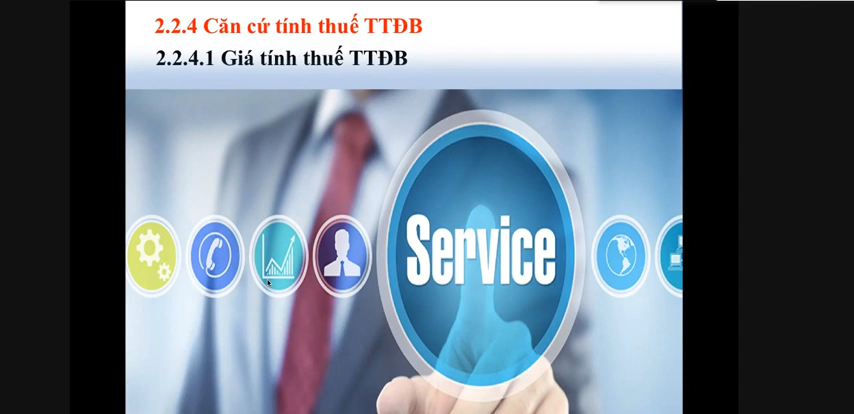 2.2.4 Căn cứ tính thuế TTĐB
2.2.4.1 Giá tính thuế TTĐB
Service